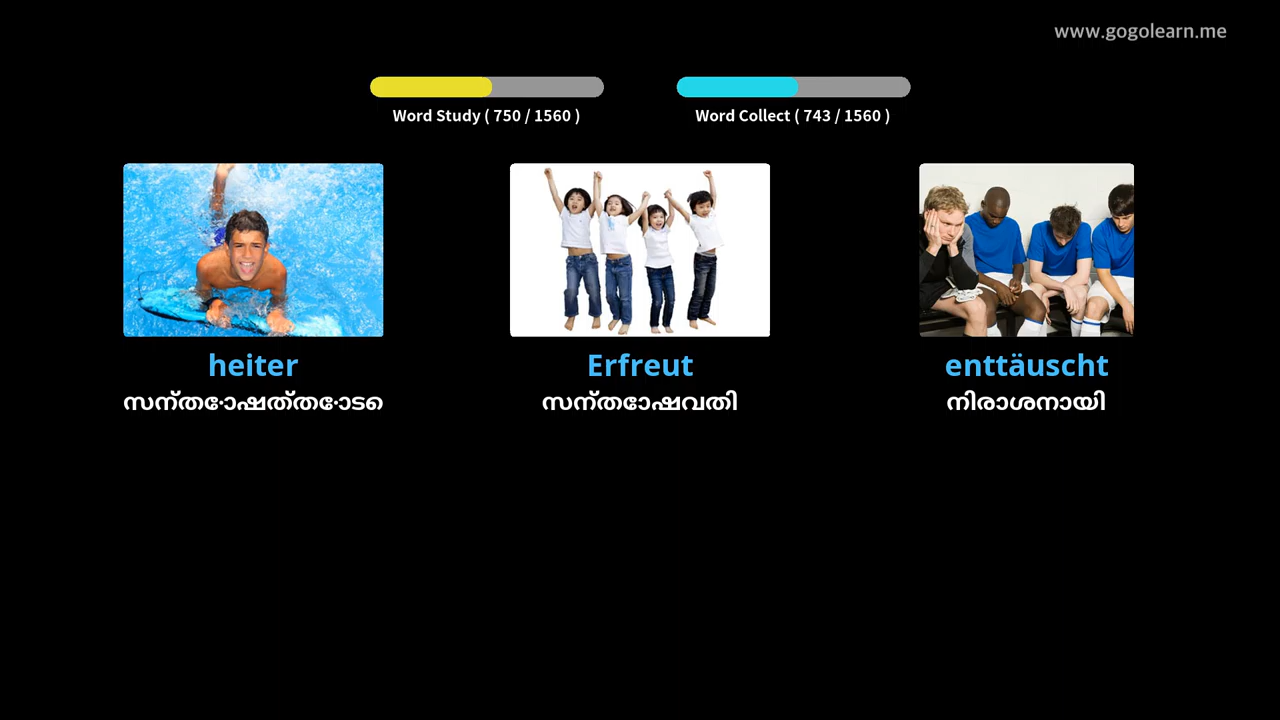 www.gogolearn.me
Word Study ( 750 / 1560 )
Word Collect ( 743 / 1560 )
heiter
സന്തോഷത്തോടെ
Erfreut
സന്തോഷവതി
enttäuscht
നിരാശനായി